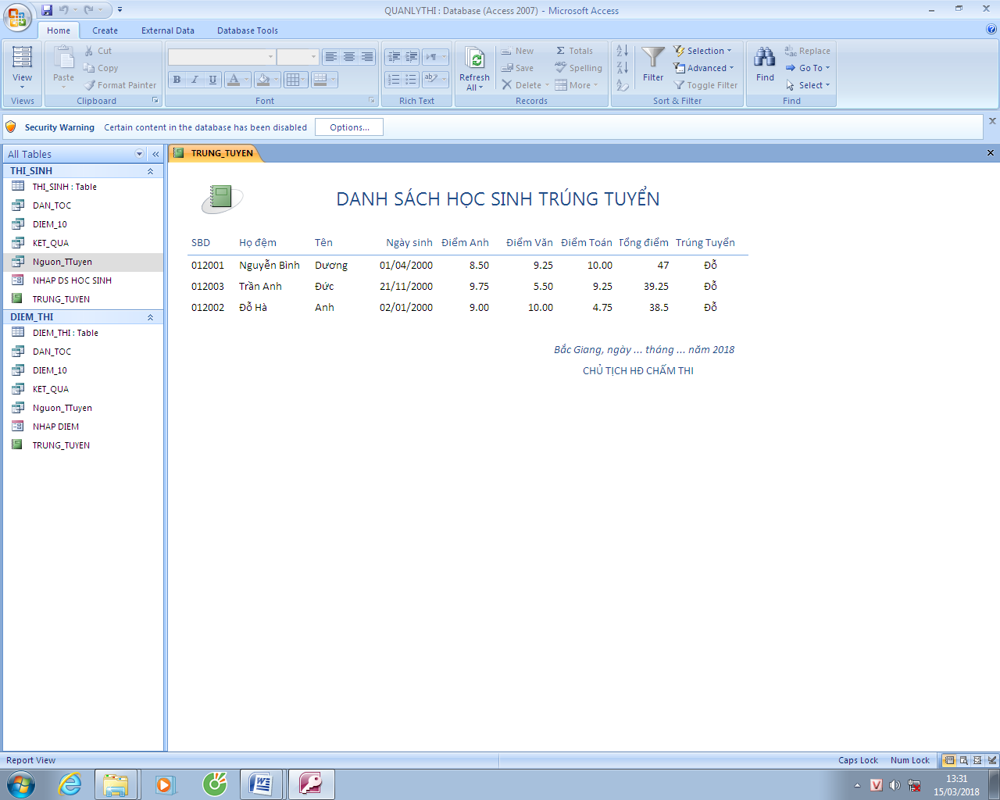 QUANLYTHI : Database (Access 2007) - Microsoft Access
Home Create External Data Database Tools
View
Views
Paste
Cut
Copy
Format Painter
Clipboard
B I U A
Font
Rich Text
Refresh All
New
Save
Delete
Σ Totals
Spelling
More
Records
Filter
Selection
Advanced
Toggle Filter
Sort & Filter
Find
Replace
Go To
Select
Find
Security Warning Certain content in the database has been disabled Options...
All Tables
THI_SINH
THI_SINH : Table
DAN_TOC
DIEM_10
KET_QUA
Nguon_TTuyen
NHAP DS HOC SINH
TRUNG_TUYEN
DIEM_THI
DIEM_THI : Table
DAN_TOC
DIEM_10
KET_QUA
Nguon_TTuyen
NHAP DIEM
TRUNG_TUYEN
TRUNG_TUYEN
DANH SÁCH HỌC SINH TRÚNG TUYỂN
SBD Họ đệm Tên Ngày sinh Điểm Anh Điểm Văn Điểm Toán Tổng điểm Trúng Tuyển
012001 Nguyễn Bình Dương 01/04/2000 8.50 9.25 10.00 47 Đỗ
012003 Trần Anh Đức 21/11/2000 9.75 5.50 9.25 39.25 Đỗ
012002 Đỗ Hà Anh 02/01/2000 9.00 10.00 4.75 38.5 Đỗ
Bắc Giang, ngày ... tháng ... năm 2018
CHỦ TỊCH HĐ CHẤM THI
Report View Caps Lock Num Lock
13:31
15/03/2018